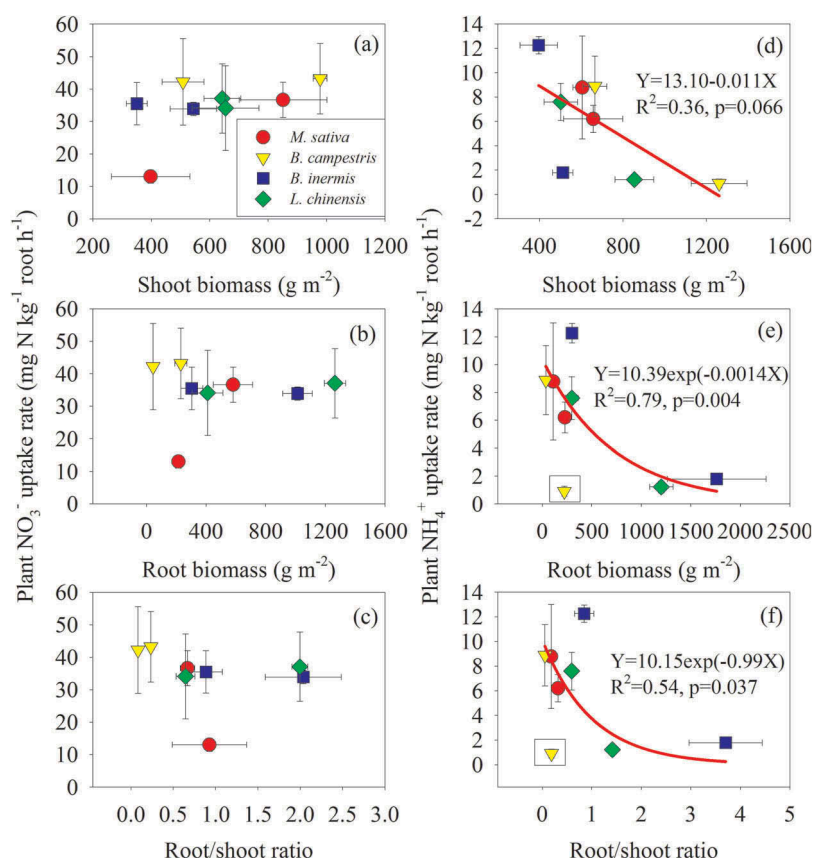 Plant NO3- uptake rate (mg N kg-1 root h-1)
60
50
40
30
20
10
0
(a)
M. sativa
B. campestris
B. inermis
L. chinensis
200 400 600 800 1000 1200
Shoot biomass (g m-2)
60
50
40
30
20
10
0
(b)
0 400 800 1200 1600
Root biomass (g m-2)
60
50
40
30
20
10
0
(c)
0.0 0.5 1.0 1.5 2.0 2.5 3.0
Root/shoot ratio
Plant NH4+ uptake rate (mg N kg-1 root h-1)
14
12
10
8
6
4
2
0
-2
(d)
Y=13.10-0.011X
R2=0.36, p=0.066
400 800 1200 1600
Shoot biomass (g m-2)
14
12
10
8
6
4
2
0
(e)
Y=10.39exp(-0.0014X)
R2=0.79, p=0.004
0 500 1000 1500 2000 2500
Root biomass (g m-2)
14
12
10
8
6
4
2
0
(f)
Y=10.15exp(-0.99X)
R2=0.54, p=0.037
0 1 2 3 4 5
Root/shoot ratio